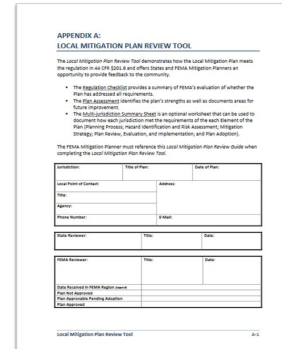 APPENDIX A:
LOCAL MITIGATION PLAN REVIEW TOOL
The Local Mitigation Plan Review Tool demonstrates how the Local Mitigation Plan meets
the regulation in 44 CFR §201.6 and offers States and FEMA Mitigation Planners an
opportunity to provide feedback to the community.
• The Regulation Checklist provides a summary of FEMA's evaluation of whether the
Plan has addressed all requirements.
• The Plan Assessment identifies the plan's strengths as well as documents areas for
future improvement.
• The Multi-jurisdiction Summary Sheet is an optional worksheet that can be used to
document how each jurisdiction met the requirements of the each Element of the
Plan (Planning Process; Hazard Identification and Risk Assessment; Mitigation
Strategy; Plan Review, Evaluation, and Implementation; and Plan Adoption).
The FEMA Mitigation Planner must reference this Local Mitigation Plan Review Guide when
completing the Local Mitigation Plan Review Tool.
Jurisdiction: Title of Plan: Date of Plan:
Local Point of Contact: Address:
Title:
Agency:
Phone Number: E-Mail:
State Reviewer: Title: Date:
FEMA Reviewer: Title: Date:
Date Received in FEMA Region
Plan Not Approved
Plan Approvable Pending Adoption
Plan Approved
Local Mitigation Plan Review Tool A-1